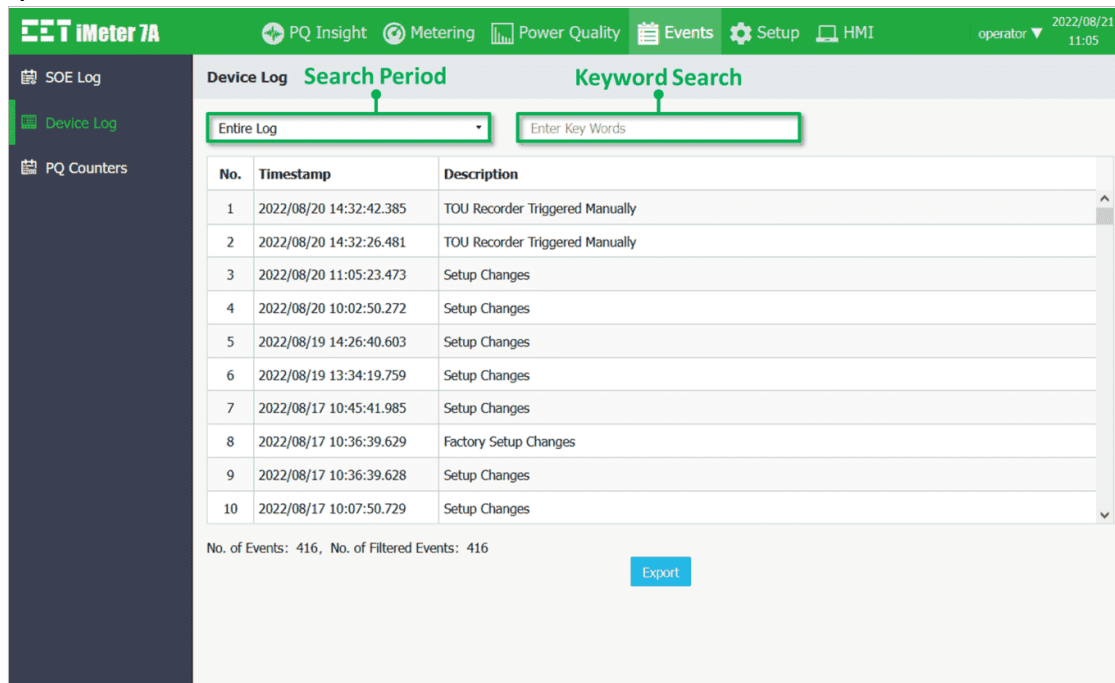 CET iMeter 7A PQ Insight Metering Power Quality Events Setup HMI operator ▼ 2022/08/21
11:05
SOE Log
Device Log
PQ Counters
Device Log Search Period Keyword Search
Entire Log Enter Key Words
No. Timestamp Description
1 2022/08/20 14:32:42.385 TOU Recorder Triggered Manually
2 2022/08/20 14:32:26.481 TOU Recorder Triggered Manually
3 2022/08/20 11:05:23.473 Setup Changes
4 2022/08/20 10:02:50.272 Setup Changes
5 2022/08/19 14:26:40.603 Setup Changes
6 2022/08/19 13:34:19.759 Setup Changes
7 2022/08/17 10:45:41.985 Setup Changes
8 2022/08/17 10:36:39.629 Factory Setup Changes
9 2022/08/17 10:36:39.628 Setup Changes
10 2022/08/17 10:07:50.729 Setup Changes
No. of Events: 416, No. of Filtered Events: 416
Export